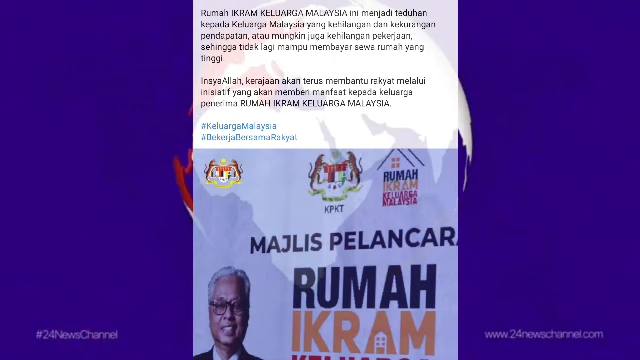 Rumah IKRAM KELUARGA MALAYSIA ini menjadi teduhan
kepada Keluarga Malaysia yang kehilangan dan kekurangan
pendapatan, atau mungkin juga kehilangan pekerjaan,
sehingga tidak lagi mampu membayar sewa rumah yang
tinggi.
InsyaAllah, kerajaan akan terus membantu rakyat melalui
inisiatif yang akan memberi manfaat kepada keluarga
penerima RUMAH IKRAM KELUARGA MALAYSIA.
#KeluargaMalaysia
#BekerjaBersamaRakyat
KPKT
RUMAH
IKRAM
KELUARGA
MALAYSIA
MAJLIS PELANCARA
RUMAH
IKRAM
KELUARGA
#24NewsChannel
www.24newschannel.com